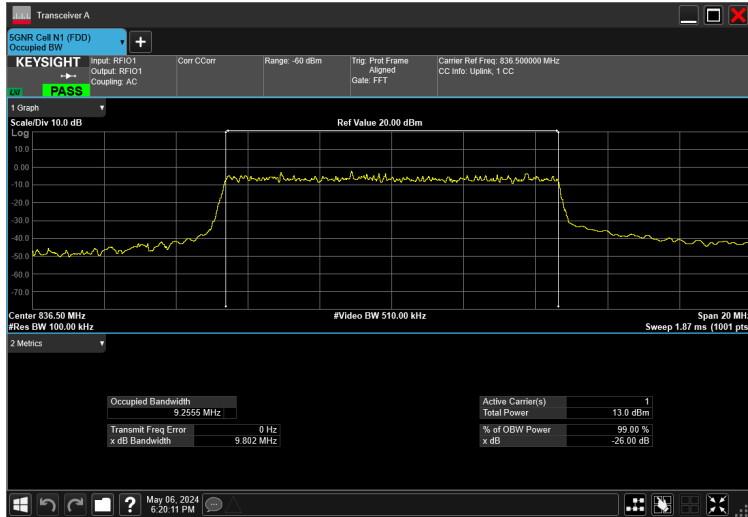 Transceiver A
5GNR Cell N1 (FDD)
Occupied BW
KEYSIGHT
LXI
PASS
Input: RFIO1
Output: RFIO1
Coupling: AC
Corr CCorr
Range: -60 dBm
Trig: Prot Frame
Aligned
Gate: FFT
Carrier Ref Freq: 836.500000 MHz
CC Info: Uplink, 1 CC
1 Graph
Scale/Div 10.0 dB
Ref Value 20.00 dBm
Log
10.0
0.00
-10.0
-20.0
-30.0
-40.0
-50.0
-60.0
-70.0
Center 836.50 MHz
#Video BW 510.00 kHz
Span 20 MH
#Res BW 100.00 kHz
Sweep 1.87 ms (1001 pts
2 Metrics
Occupied Bandwidth
9.2555 MHz
Transmit Freq Error 0 Hz
x dB Bandwidth 9.802 MHz
Active Carrier(s) 1
Total Power 13.0 dBm
% of OBW Power 99.00 %
x dB -26.00 dB
?
May 06, 2024
6:20:11 PM